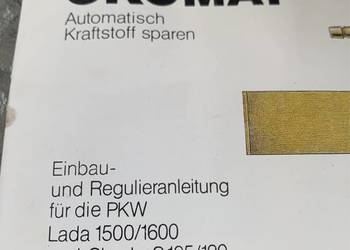 Automatisch
Kraftstoff sparen
Einbau-
und Regulieranleitung
für die PKW
Lada 1500/1600